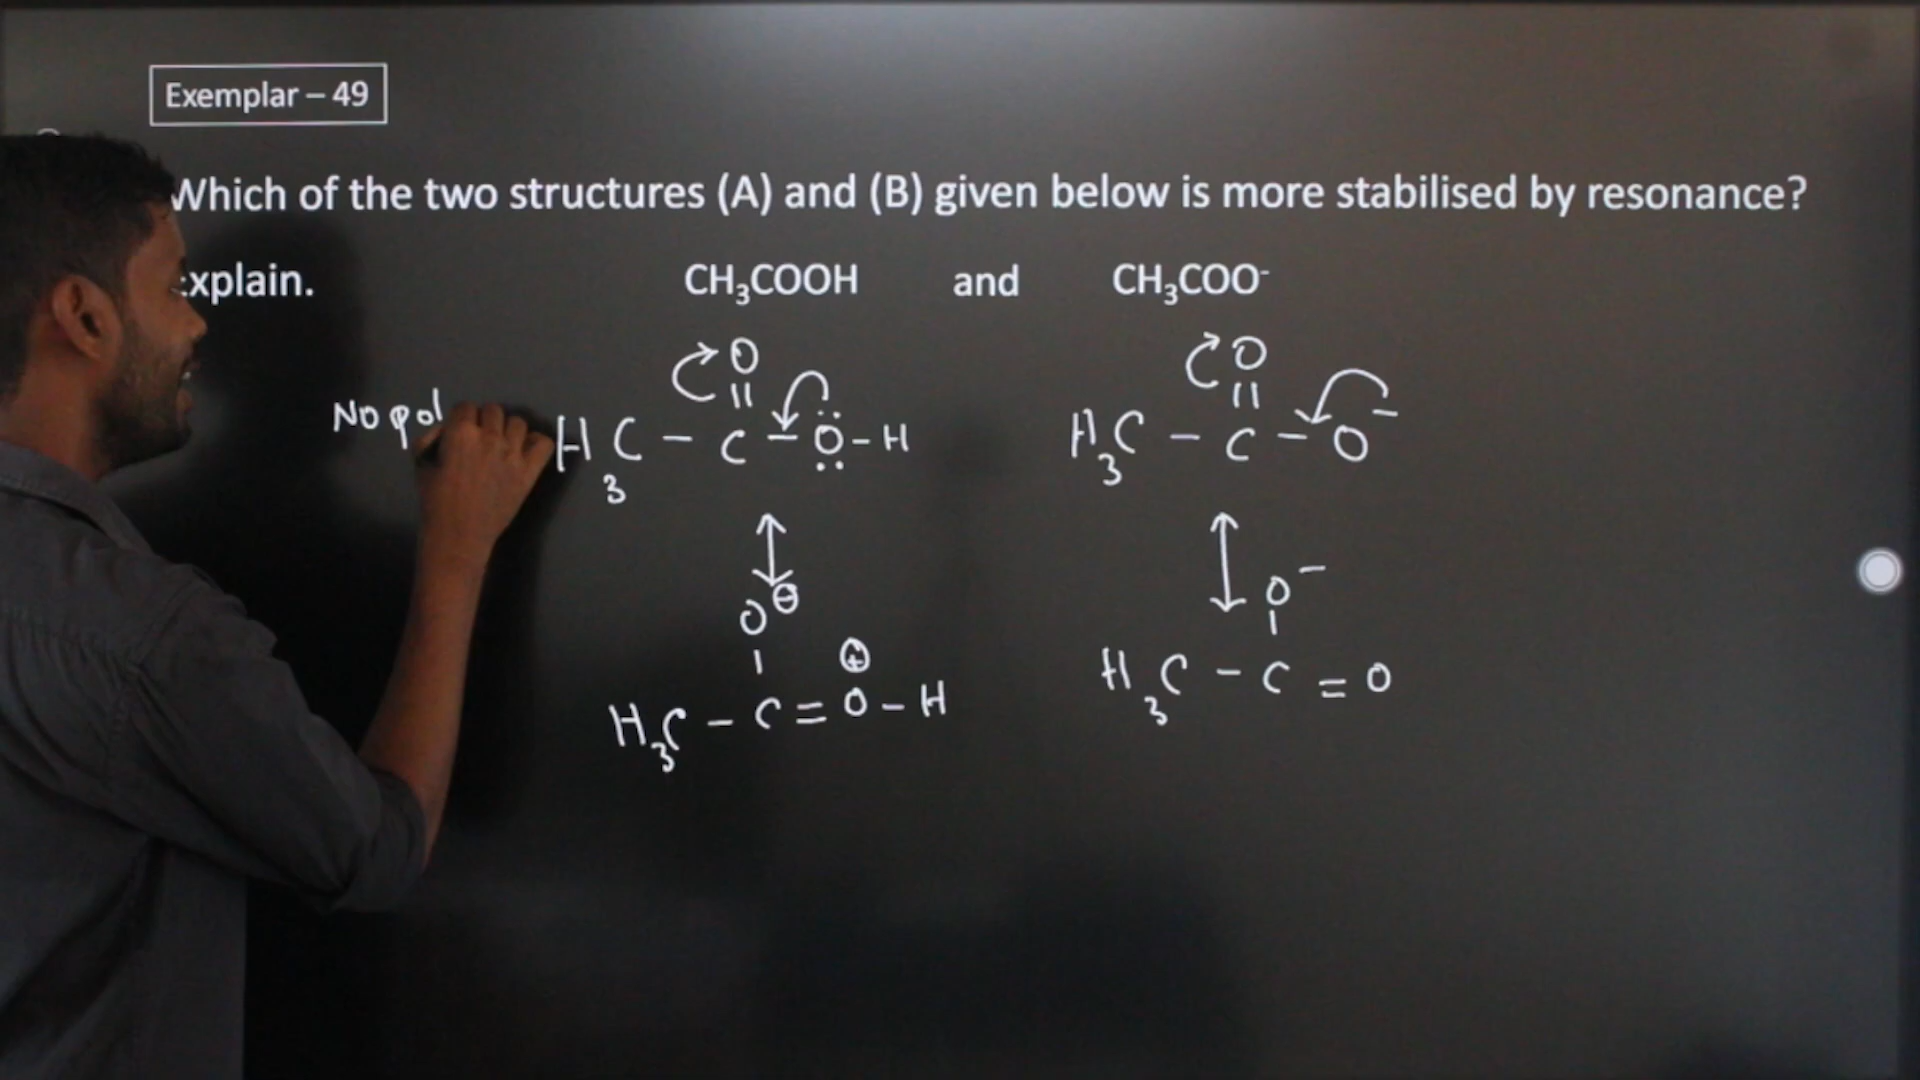 Exemplar – 49
Which of the two structures (A) and (B) given below is more stabilised by resonance?
xplain. CH₃COOH and CH₃COO⁻
O O
|| ||
No pol H₃C – C – Ö – H H₃C – C – O⁻
↕ ↕
O⊖ O⁻
| |
H₃C – C = O⊕ – H H₃C – C = O